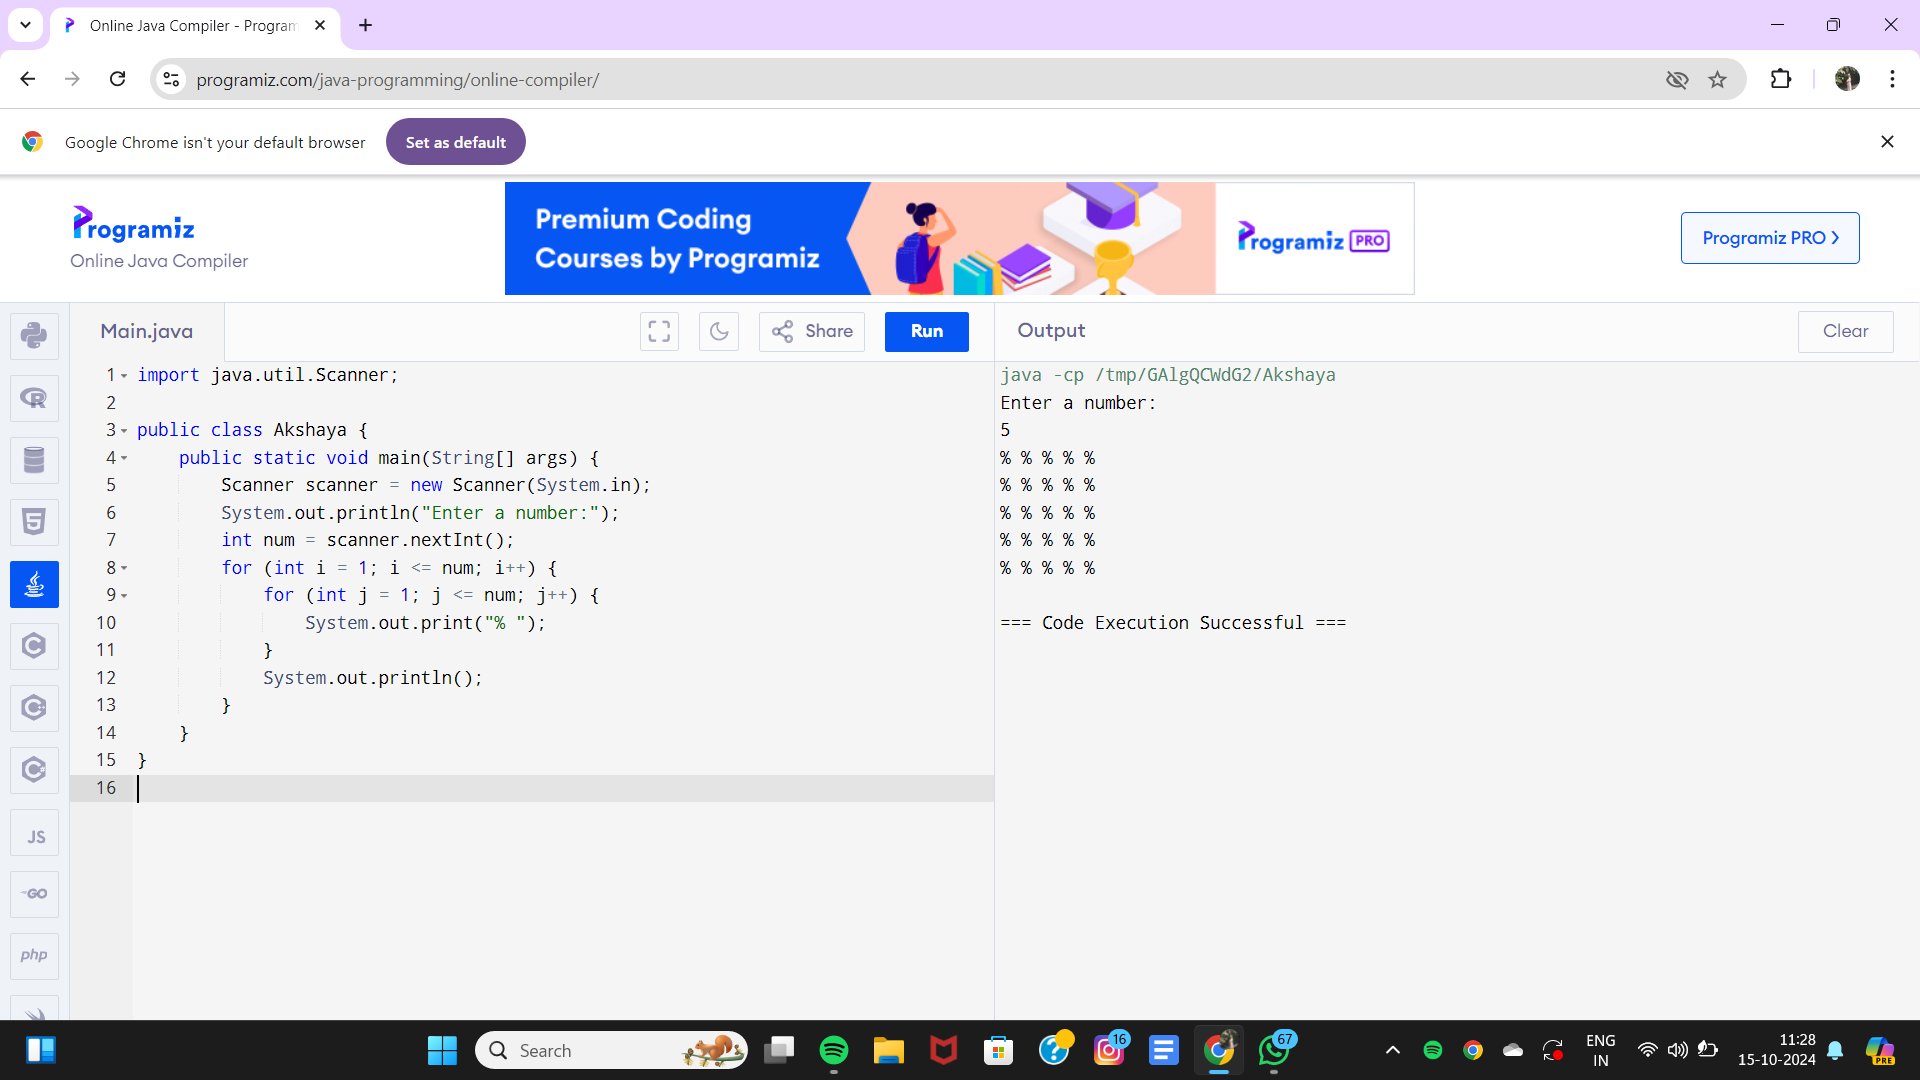 Online Java Compiler - Program
programiz.com/java-programming/online-compiler/
Google Chrome isn't your default browser
Set as default
Programiz
Online Java Compiler
Premium Coding
Courses by Programiz
Programiz PRO
Programiz PRO
Main.java
Share
Run
Output
Clear
1 import java.util.Scanner;
2
3 public class Akshaya {
4 public static void main(String[] args) {
5 Scanner scanner = new Scanner(System.in);
6 System.out.println("Enter a number:");
7 int num = scanner.nextInt();
8 for (int i = 1; i <= num; i++) {
9 for (int j = 1; j <= num; j++) {
10 System.out.print("% ");
11 }
12 System.out.println();
13 }
14 }
15 }
16
java -cp /tmp/GAlgQCWdG2/Akshaya
Enter a number:
5
% % % % %
% % % % %
% % % % %
% % % % %
% % % % %
=== Code Execution Successful ===
R
5
C
C
C
JS
GO
php
Search
16
67
ENG
IN
11:28
15-10-2024
PRE